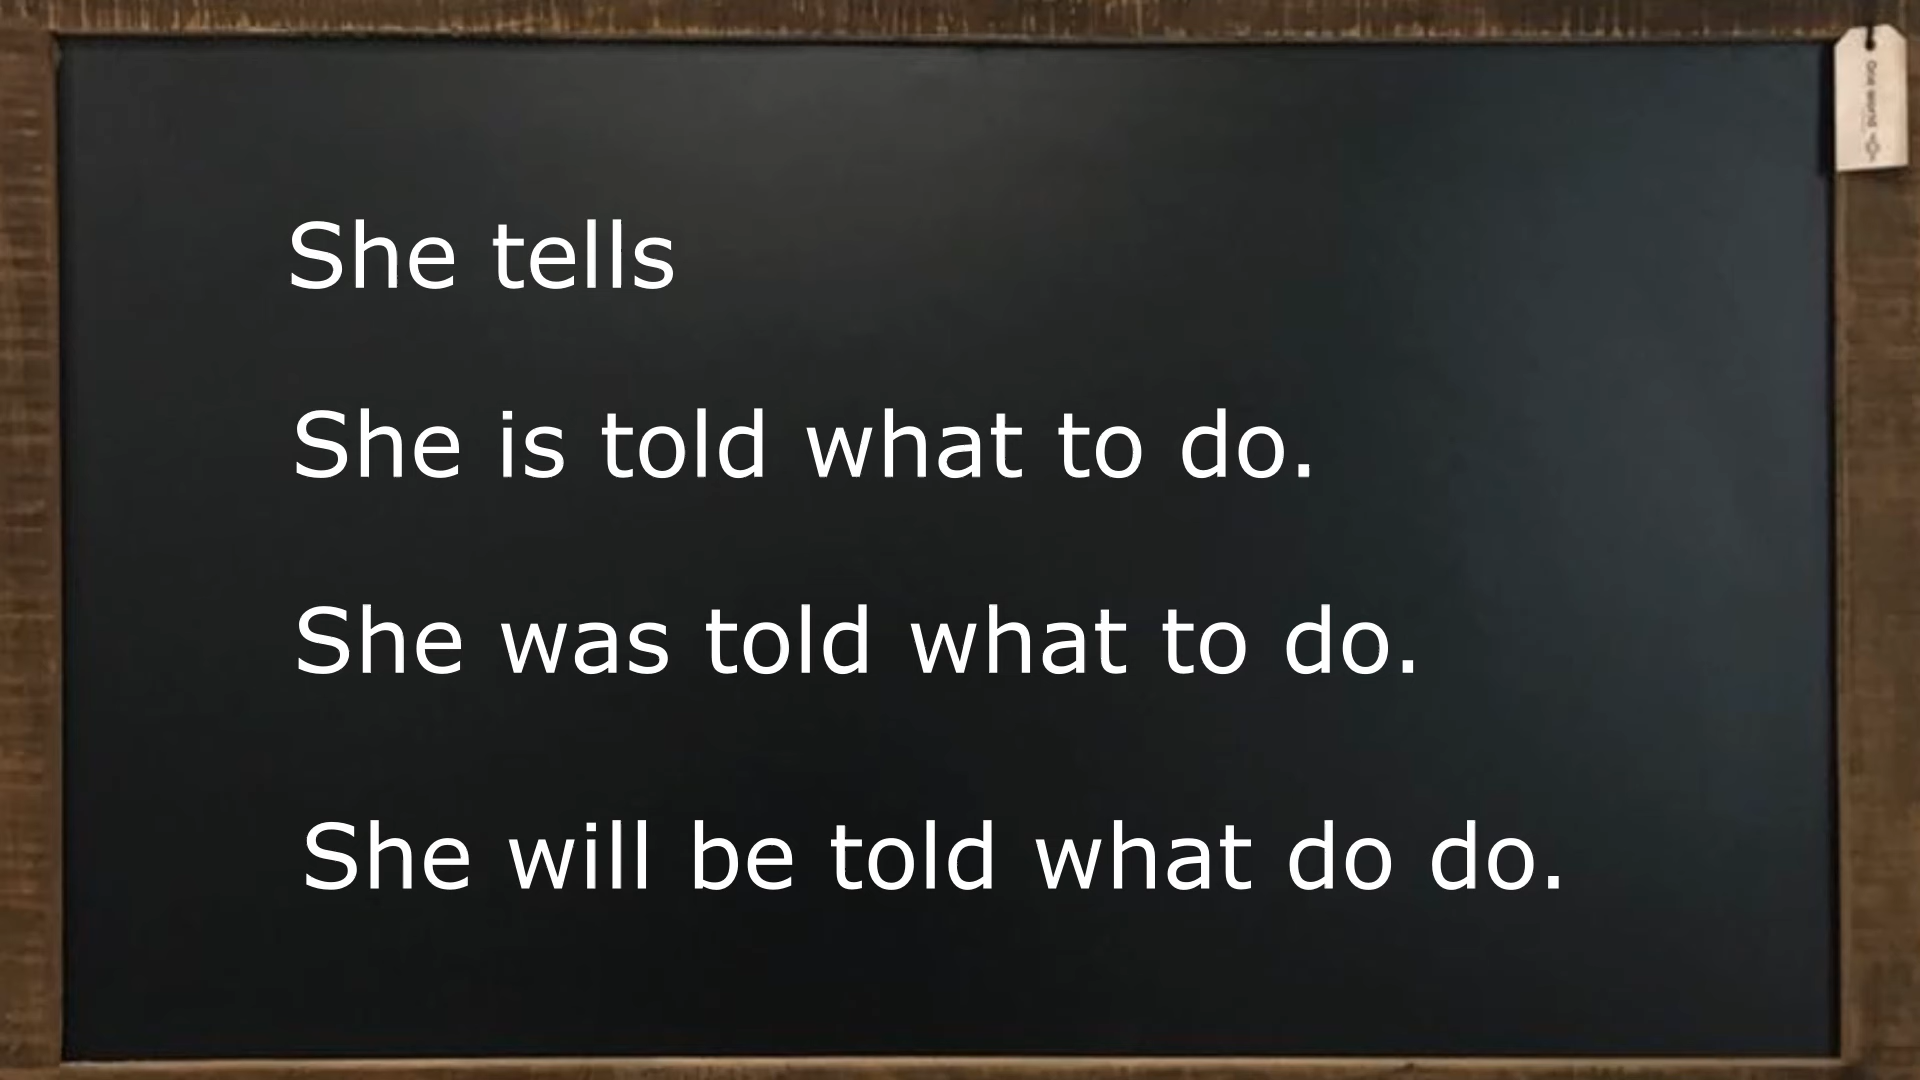 She tells
She is told what to do.
She was told what to do.
She will be told what do do.